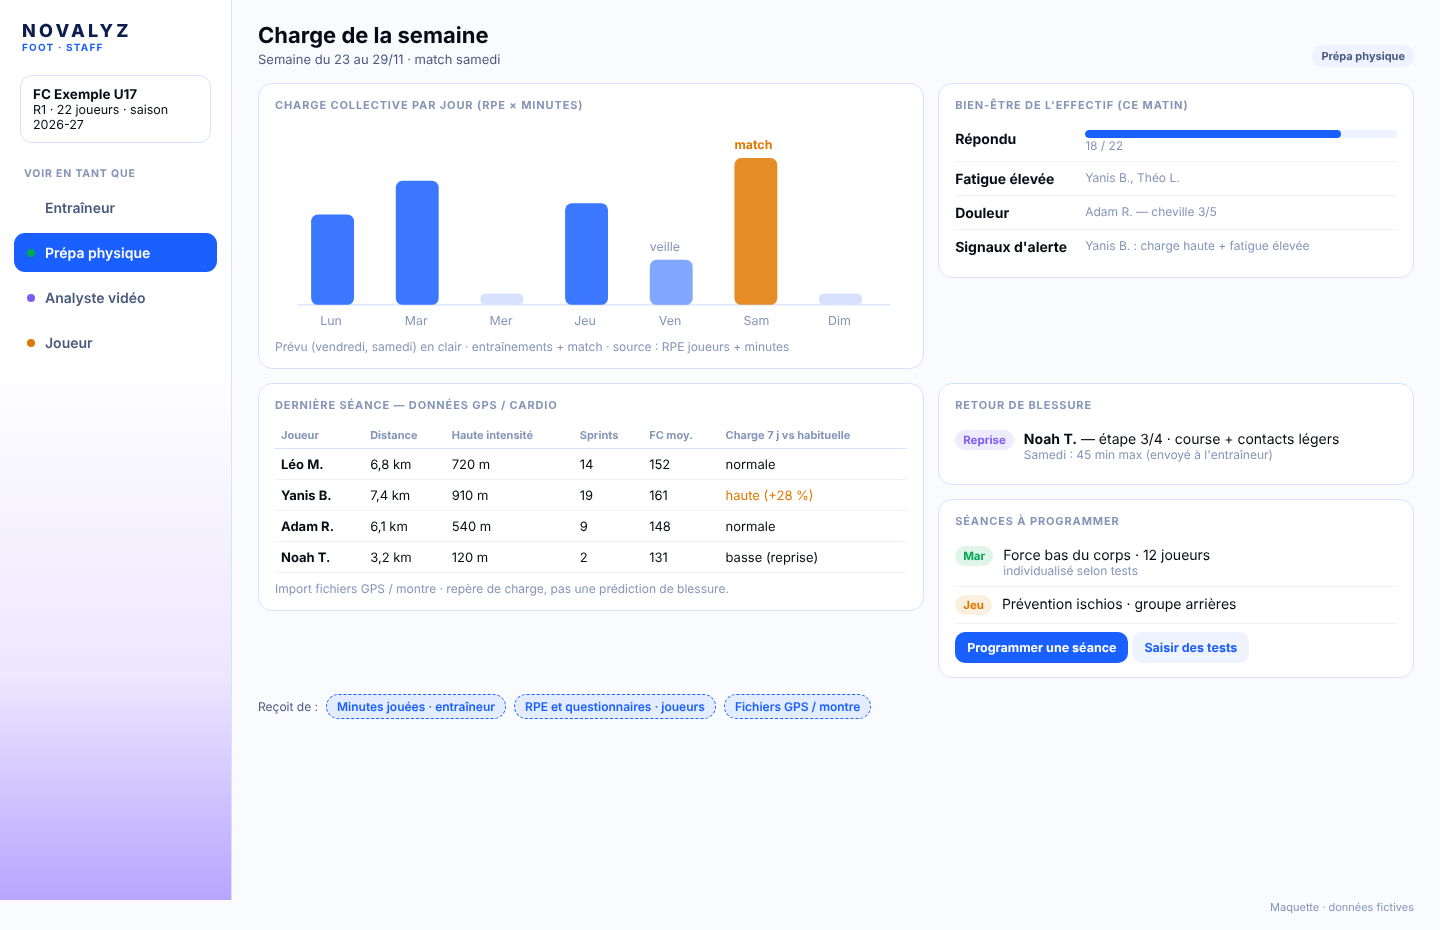 NOVALYZ
FOOT · STAFF
FC Exemple U17
R1 · 22 joueurs · saison
2026-27
VOIR EN TANT QUE
Entraîneur
Prépa physique
Analyste vidéo
Joueur
Charge de la semaine
Semaine du 23 au 29/11 · match samedi
Prépa physique
CHARGE COLLECTIVE PAR JOUR (RPE × MINUTES)
match
veille
Lun Mar Mer Jeu Ven Sam Dim
Prévu (vendredi, samedi) en clair · entraînements + match · source : RPE joueurs + minutes
BIEN-ÊTRE DE L'EFFECTIF (CE MATIN)
Répondu
18 / 22
Fatigue élevée Yanis B., Théo L.
Douleur Adam R. — cheville 3/5
Signaux d'alerte Yanis B. : charge haute + fatigue élevée
DERNIÈRE SÉANCE — DONNÉES GPS / CARDIO
Joueur Distance Haute intensité Sprints FC moy. Charge 7 j vs habituelle
Léo M. 6,8 km 720 m 14 152 normale
Yanis B. 7,4 km 910 m 19 161 haute (+28 %)
Adam R. 6,1 km 540 m 9 148 normale
Noah T. 3,2 km 120 m 2 131 basse (reprise)
Import fichiers GPS / montre · repère de charge, pas une prédiction de blessure.
RETOUR DE BLESSURE
Reprise Noah T. — étape 3/4 · course + contacts légers
Samedi : 45 min max (envoyé à l'entraîneur)
SÉANCES À PROGRAMMER
Mar Force bas du corps · 12 joueurs
individualisé selon tests
Jeu Prévention ischios · groupe arrières
Programmer une séance Saisir des tests
Reçoit de : Minutes jouées · entraîneur RPE et questionnaires · joueurs Fichiers GPS / montre
Maquette · données fictives